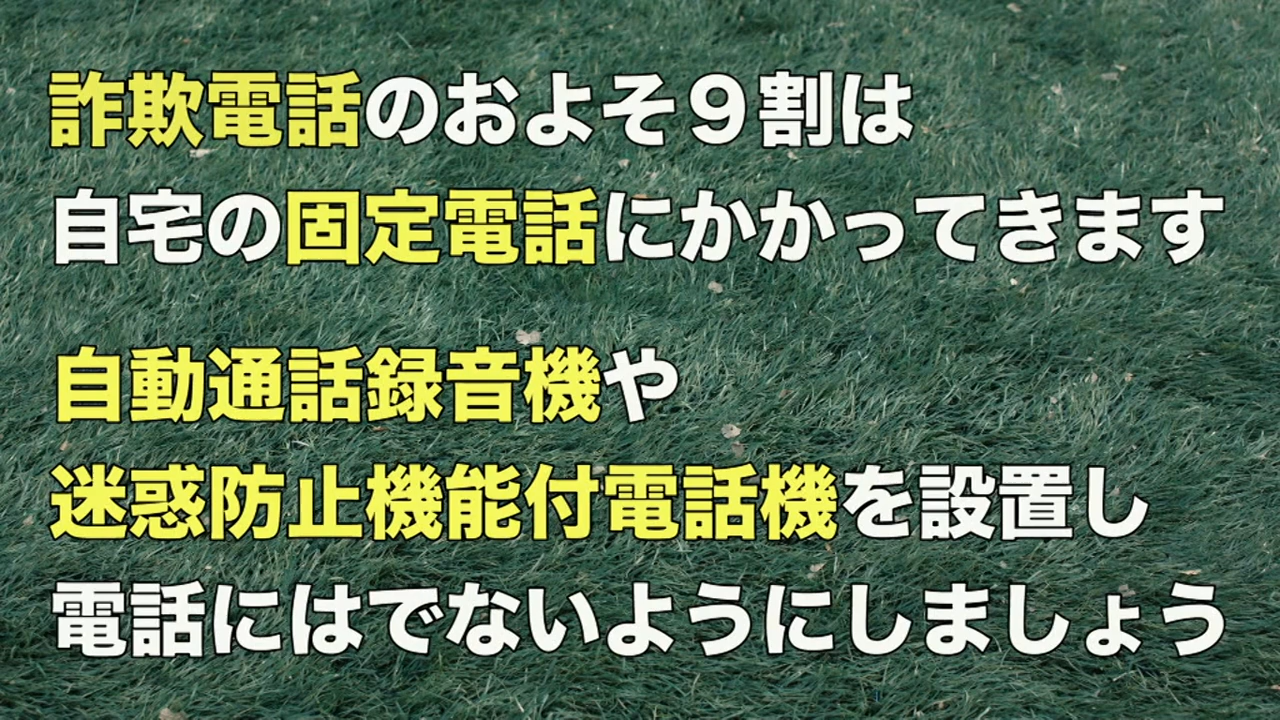 詐欺電話のおよそ９割は
自宅の固定電話にかかってきます
自動通話録音機や
迷惑防止機能付電話機を設置し
電話にはでないようにしましょう